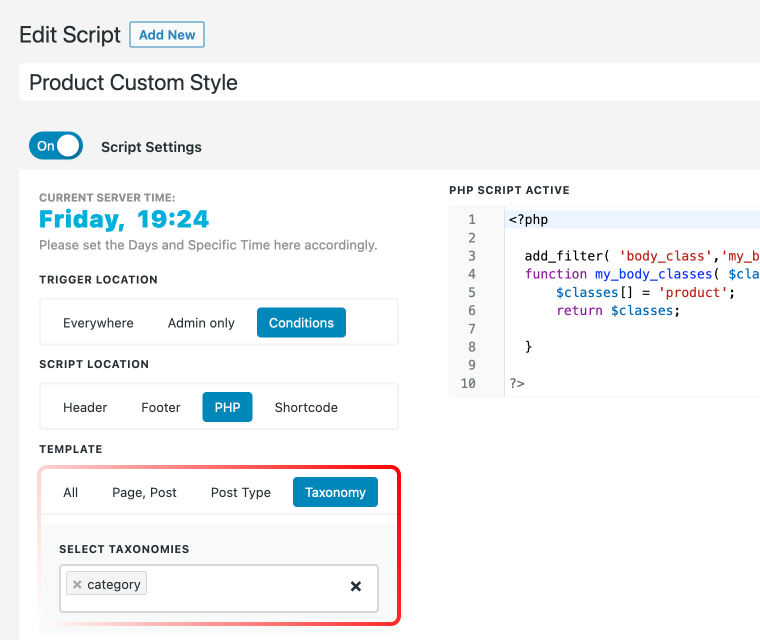 Edit Script Add New
Product Custom Style
On Script Settings
CURRENT SERVER TIME:
Friday, 19:24
Please set the Days and Specific Time here accordingly.
TRIGGER LOCATION
Everywhere Admin only Conditions
SCRIPT LOCATION
Header Footer PHP Shortcode
TEMPLATE
All Page, Post Post Type Taxonomy
SELECT TAXONOMIES
× category ×
PHP SCRIPT ACTIVE
1 <?php
2
3 add_filter( 'body_class','my_b
4 function my_body_classes( $cla
5 $classes[] = 'product';
6 return $classes;
7
8 }
9
10 ?>